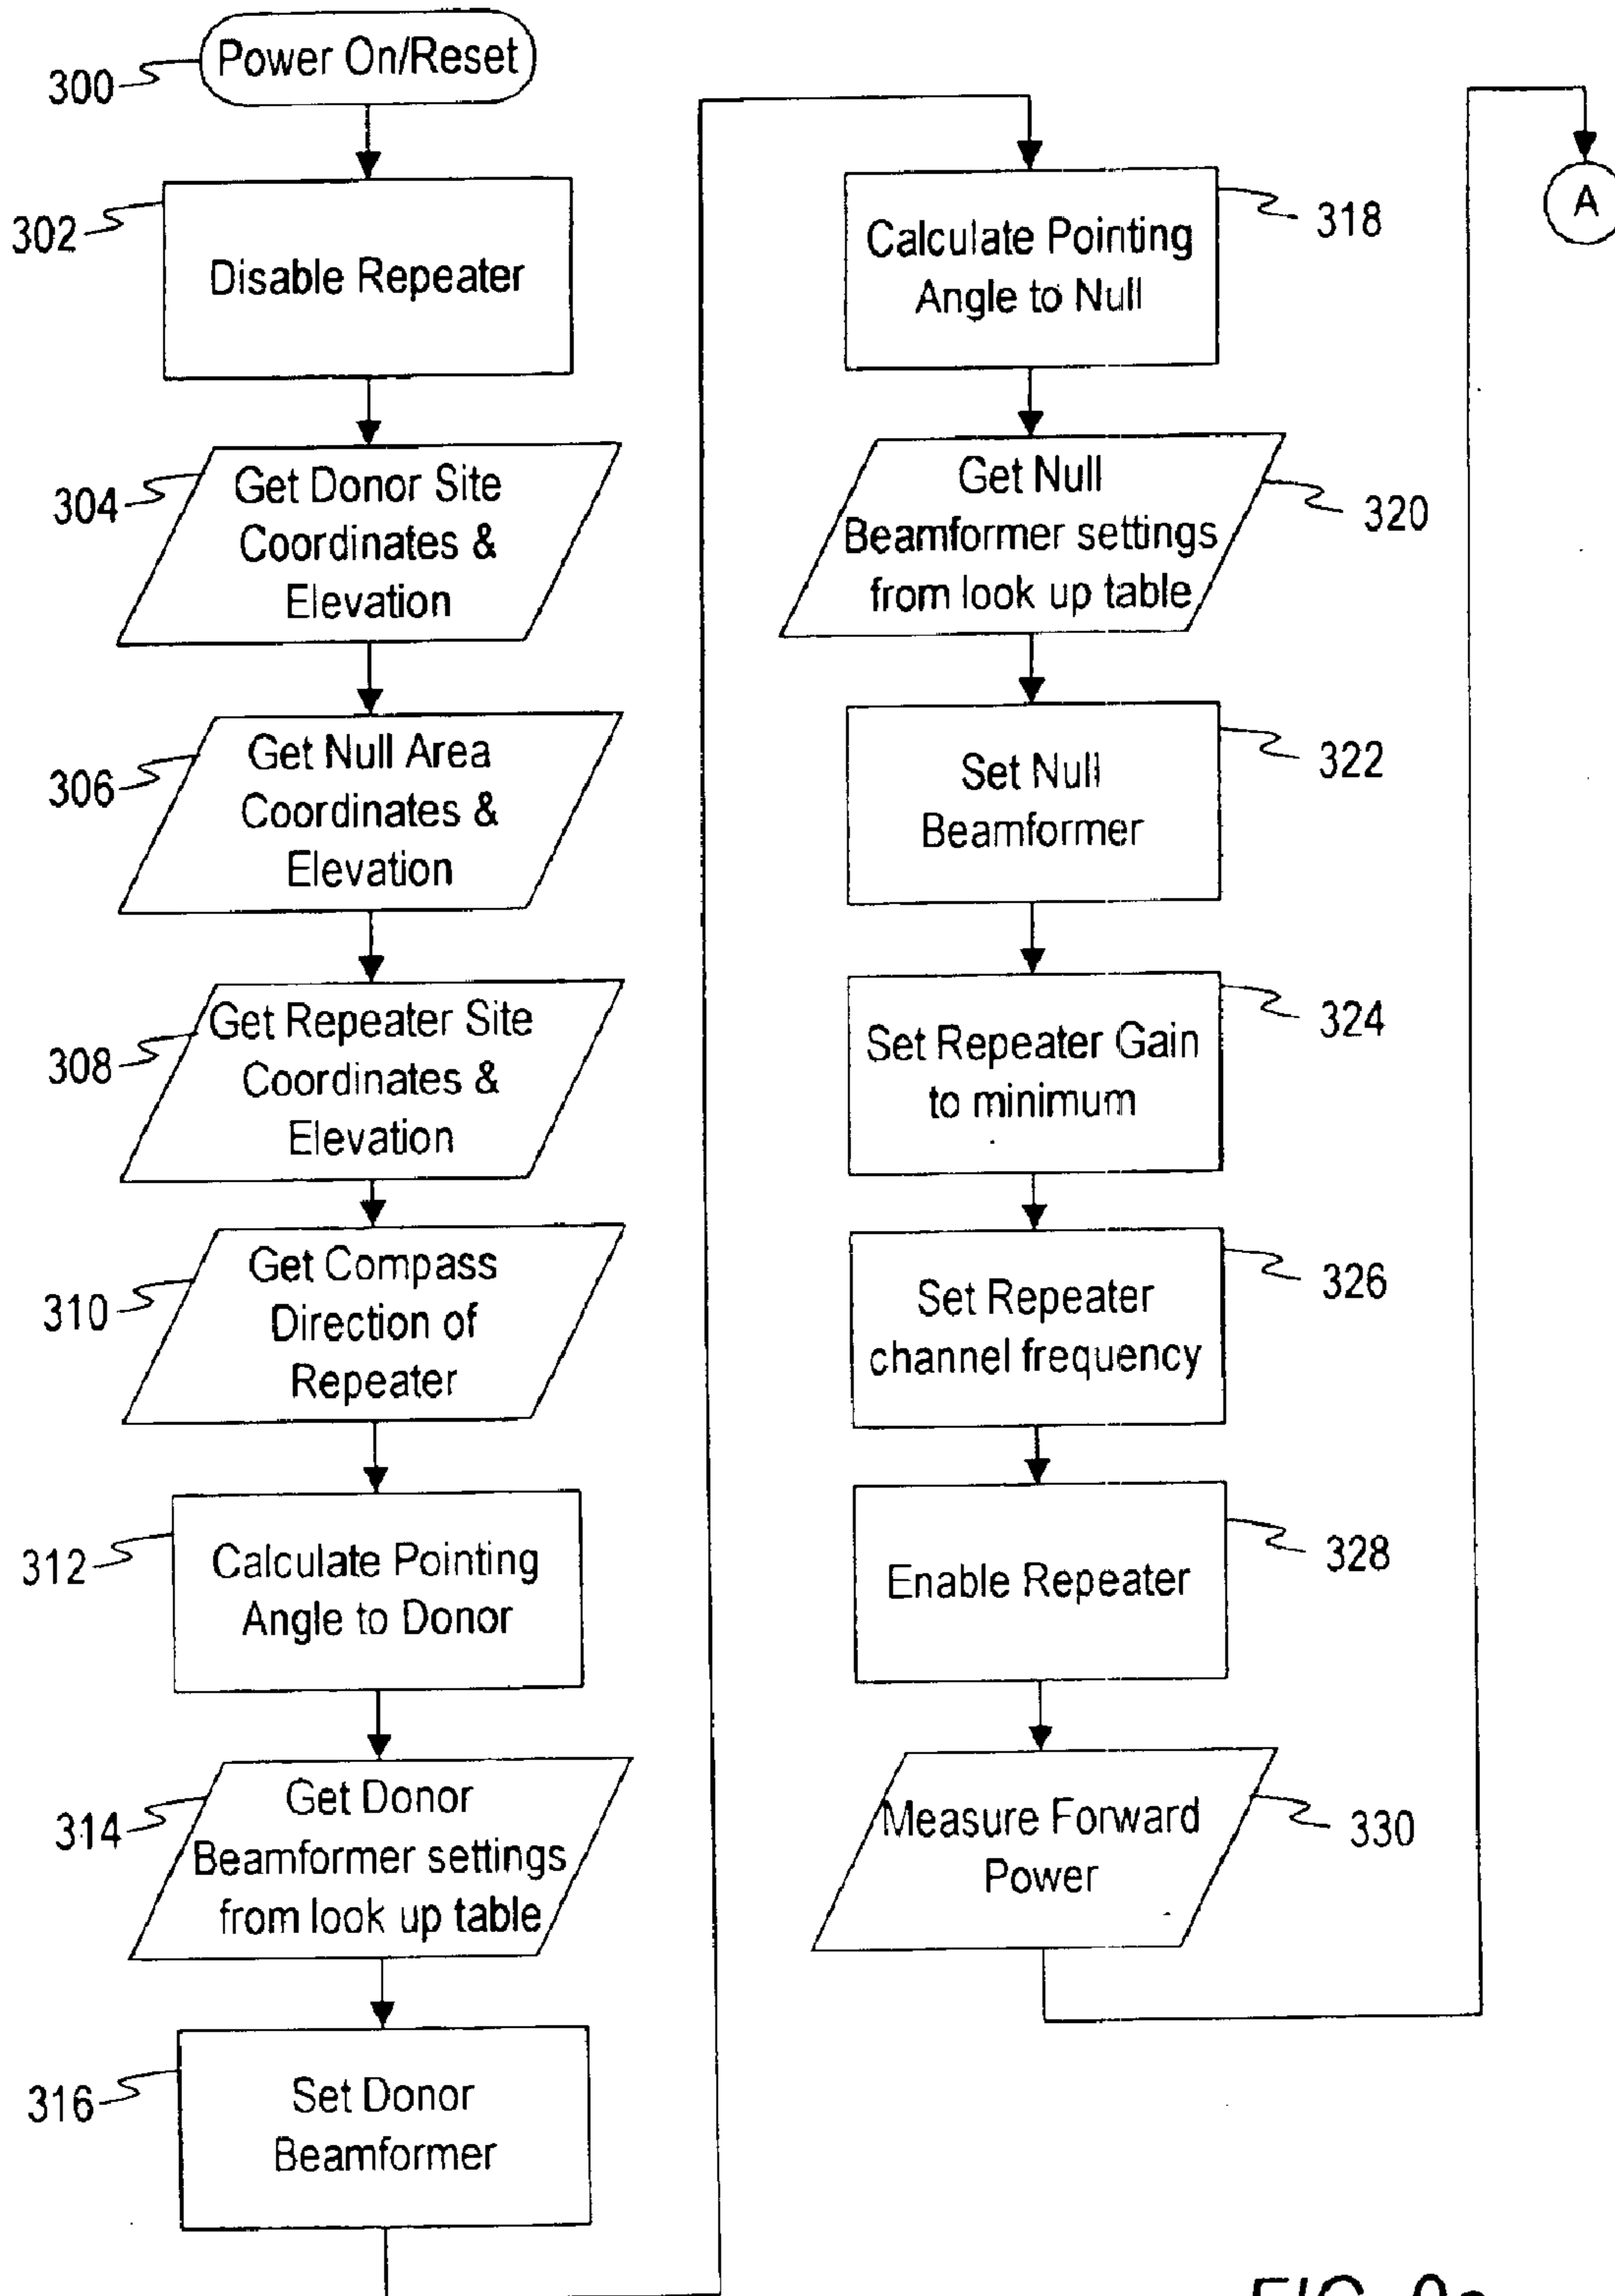 300
Power On/Reset
302
Disable Repeater
304
Get Donor Site
Coordinates &
Elevation
306
Get Null Area
Coordinates &
Elevation
308
Get Repeater Site
Coordinates &
Elevation
310
Get Compass
Direction of
Repeater
312
Calculate Pointing
Angle to Donor
314
Get Donor
Beamformer settings
from look up table
316
Set Donor
Beamformer
Calculate Pointing
Angle to Null
318
Get Null
Beamformer settings
from look up table
320
Set Null
Beamformer
322
Set Repeater Gain
to minimum
324
Set Repeater
channel frequency
326
Enable Repeater
328
Measure Forward
Power
330
A